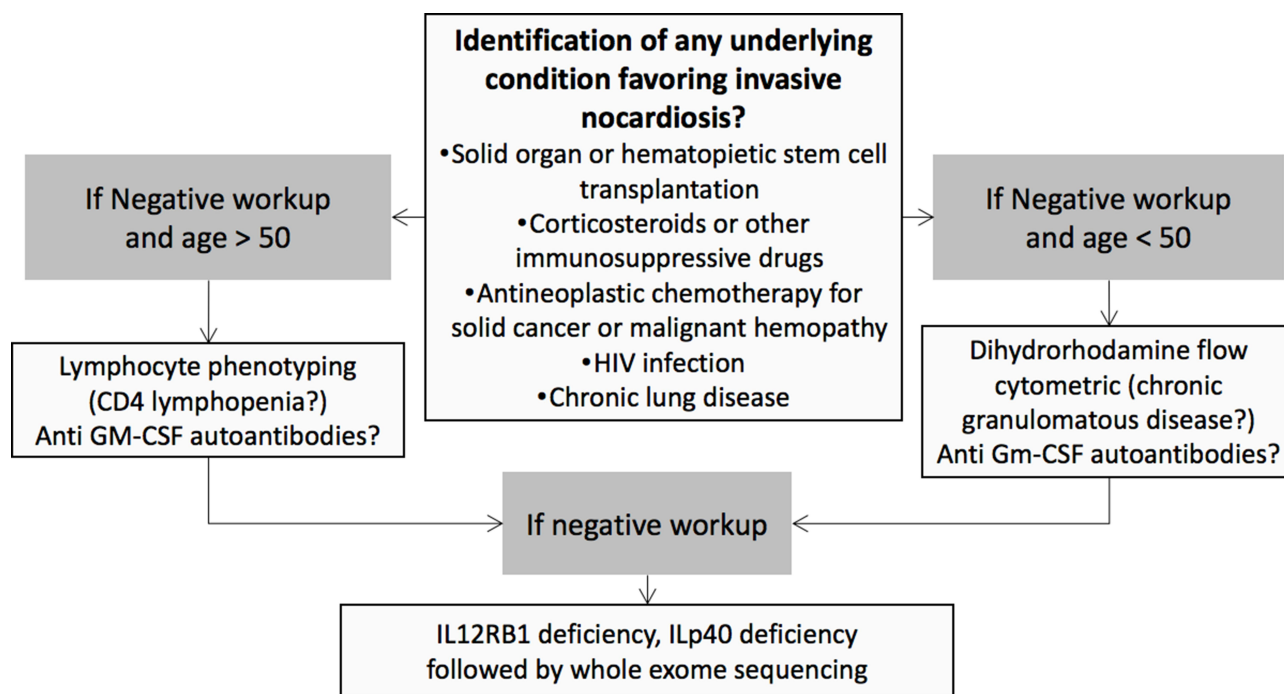 Identification of any underlying
condition favoring invasive
nocardiosis?
•Solid organ or hematopietic stem cell
transplantation
•Corticosteroids or other
immunosuppressive drugs
•Antineoplastic chemotherapy for
solid cancer or malignant hemopathy
•HIV infection
•Chronic lung disease
If Negative workup
and age > 50
If Negative workup
and age < 50
Lymphocyte phenotyping
(CD4 lymphopenia?)
Anti GM-CSF autoantibodies?
Dihydrorhodamine flow
cytometric (chronic
granulomatous disease?)
Anti Gm-CSF autoantibodies?
If negative workup
IL12RB1 deficiency, ILp40 deficiency
followed by whole exome sequencing